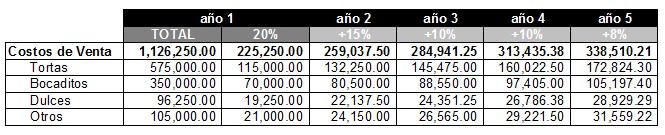 año 1 año 2 año 3 año 4 año 5
TOTAL 20% +15% +10% +10% +8%
Costos de Venta 1,126,250.00 225,250.00 259,037.50 284,941.25 313,435.38 338,510.21
Tortas 575,000.00 115,000.00 132,250.00 145,475.00 160,022.50 172,824.30
Bocaditos 350,000.00 70,000.00 80,500.00 88,550.00 97,405.00 105,197.40
Dulces 96,250.00 19,250.00 22,137.50 24,351.25 26,786.38 28,929.29
Otros 105,000.00 21,000.00 24,150.00 26,565.00 29,221.50 31,559.22